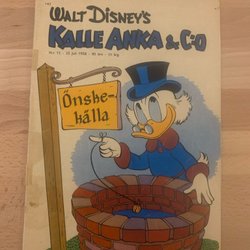 WALT DISNEY'S
KALLE ANKA & C:O
Önske-
källa